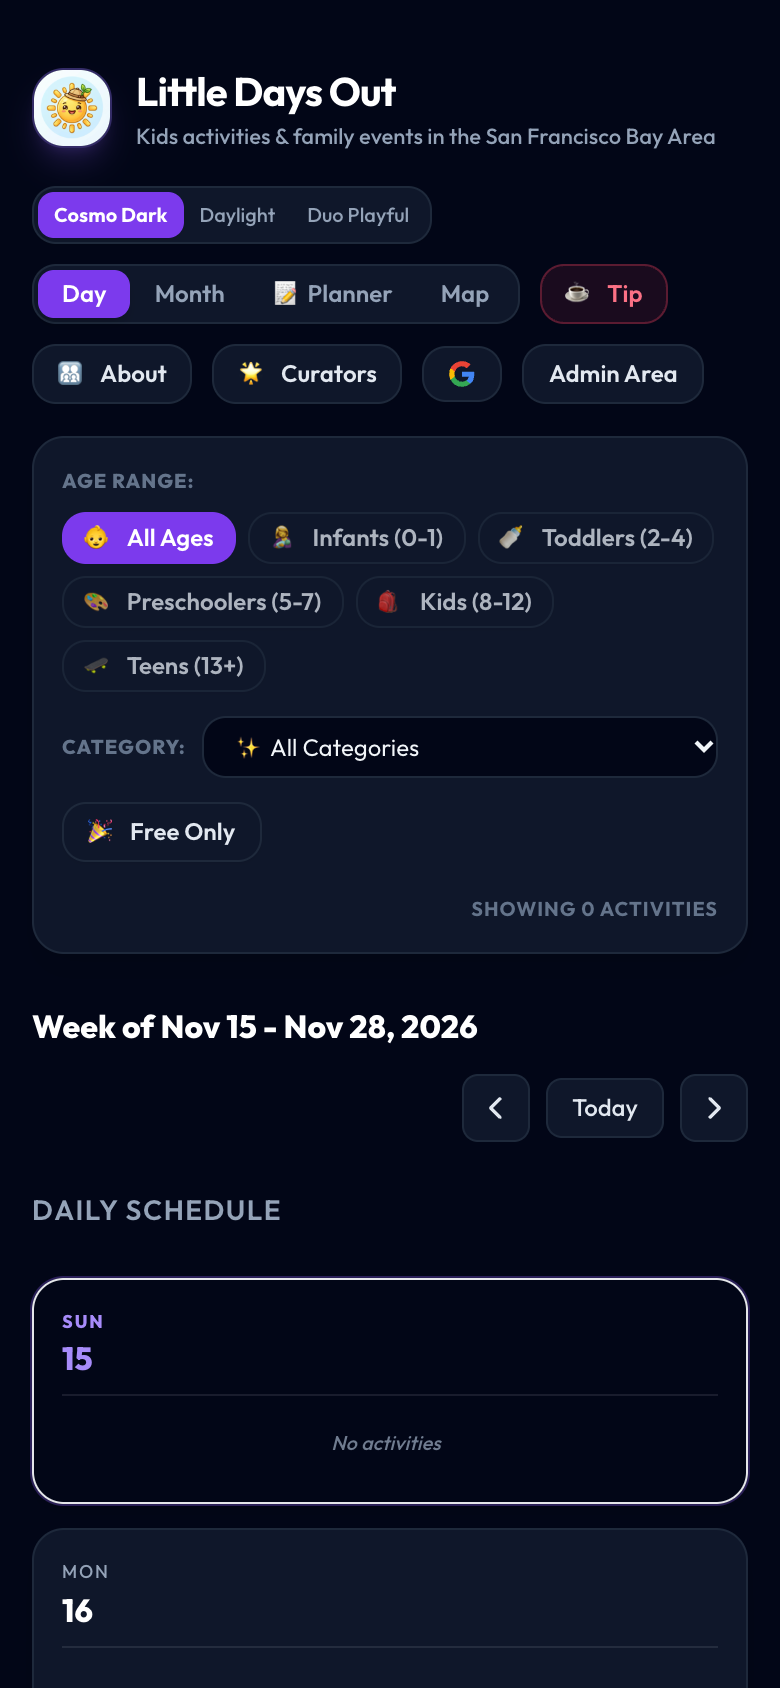 Little Days Out
Kids activities & family events in the San Francisco Bay Area
Cosmo Dark Daylight Duo Playful
Day Month Planner Map Tip
About Curators Admin Area
AGE RANGE:
All Ages Infants (0-1) Toddlers (2-4)
Preschoolers (5-7) Kids (8-12)
Teens (13+)
CATEGORY: All Categories
Free Only
SHOWING 0 ACTIVITIES
Week of Nov 15 - Nov 28, 2026
Today
DAILY SCHEDULE
SUN
15
No activities
MON
16